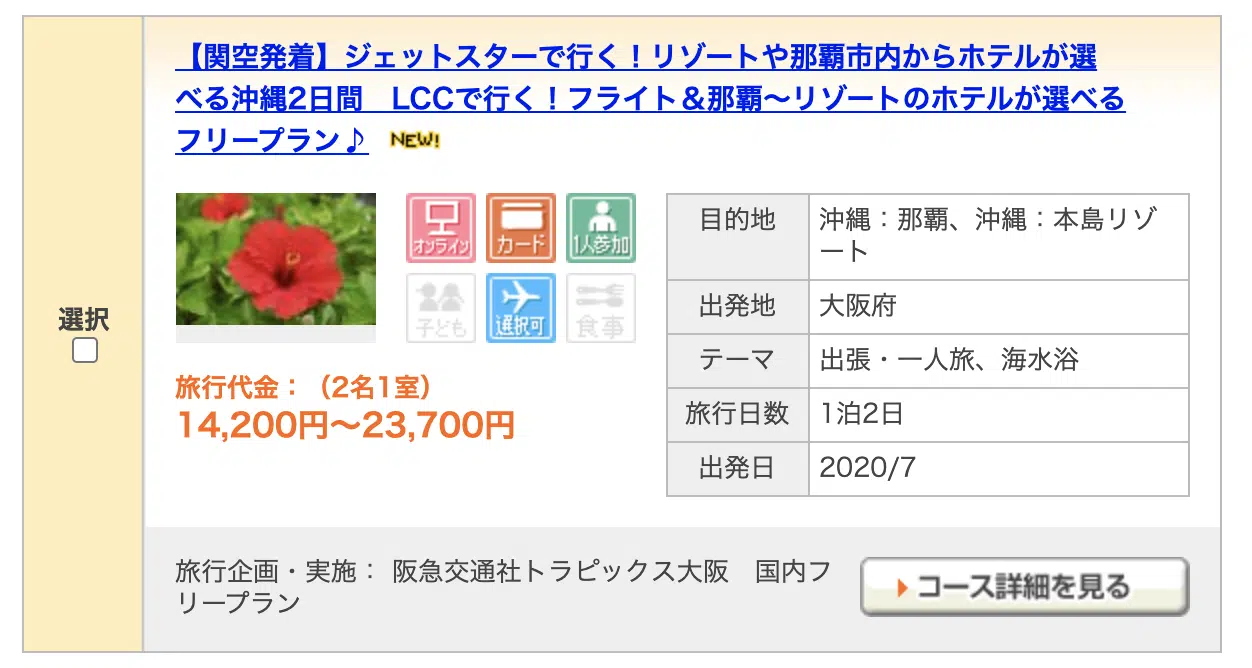 【関空発着】ジェットスターで行く！リゾートや那覇市内からホテルが選
べる沖縄2日間　LCCで行く！フライト＆那覇〜リゾートのホテルが選べる
フリープラン♪ NEW!
選択
オンライン カード 1人参加
子ども 選択可 食事
旅行代金：（2名1室）
14,200円〜23,700円
目的地 沖縄：那覇、沖縄：本島リゾ
ート
出発地 大阪府
テーマ 出張・一人旅、海水浴
旅行日数 1泊2日
出発日 2020/7
旅行企画・実施： 阪急交通社トラピックス大阪　国内フ
リープラン
コース詳細を見る